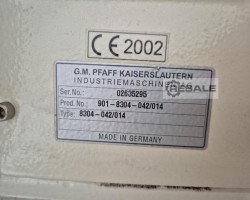 CE 2002
G.M. PFAFF KAISERSLAUTERN
INDUSTRIEMASCHINEN
RESALE
Ser.No.: 02635295
Prod.No.: 901-8304-042/014
Type: 8304-042/014
MADE IN GERMANY